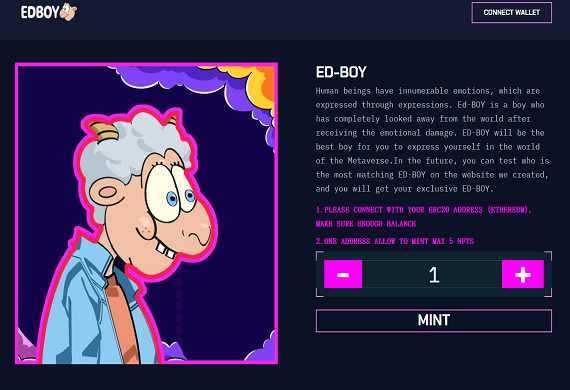 EDBOY
CONNECT WALLET
ED-BOY
Human beings have innumerable emotions, which are
expressed through expressions. Ed-BOY is a boy who
has completely looked away from the world after
receiving the emotional damage. ED-BOY will be the
best boy for you to express yourself in the world
of the Metaverse.In the future, you can test who is
the most matching ED-BOY on the website we created,
and you will get your exclusive ED-BOY.
1.PLEASE CONNECT WITH YOUR ERC20 ADDRESS (ETHEREUM).
MAKE SURE ENOUGH BALANCE
2.ONE ADDRESS ALLOW TO MINT MAX 5 NFTS
- 1 +
MINT